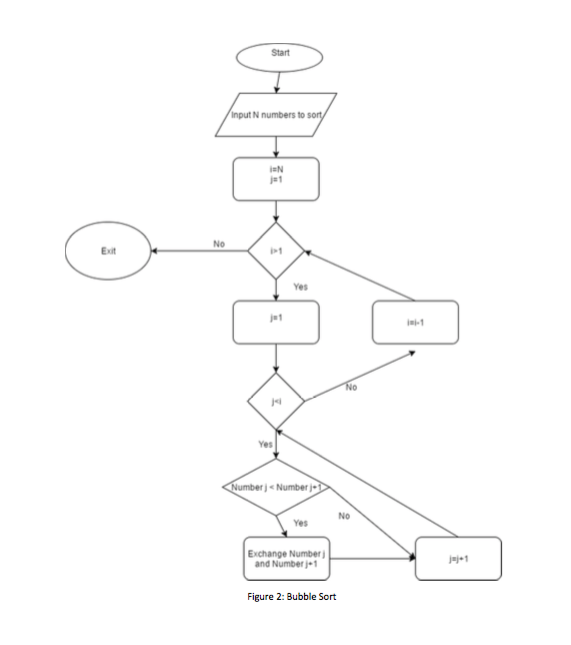 Start
Input N numbers to sort
i=N
j=1
i>1
No
Exit
Yes
j=1
i=i-1
j<i
No
Yes
Number j < Number j+1
Yes
No
Exchange Number j
and Number j+1
j=j+1
Figure 2: Bubble Sort